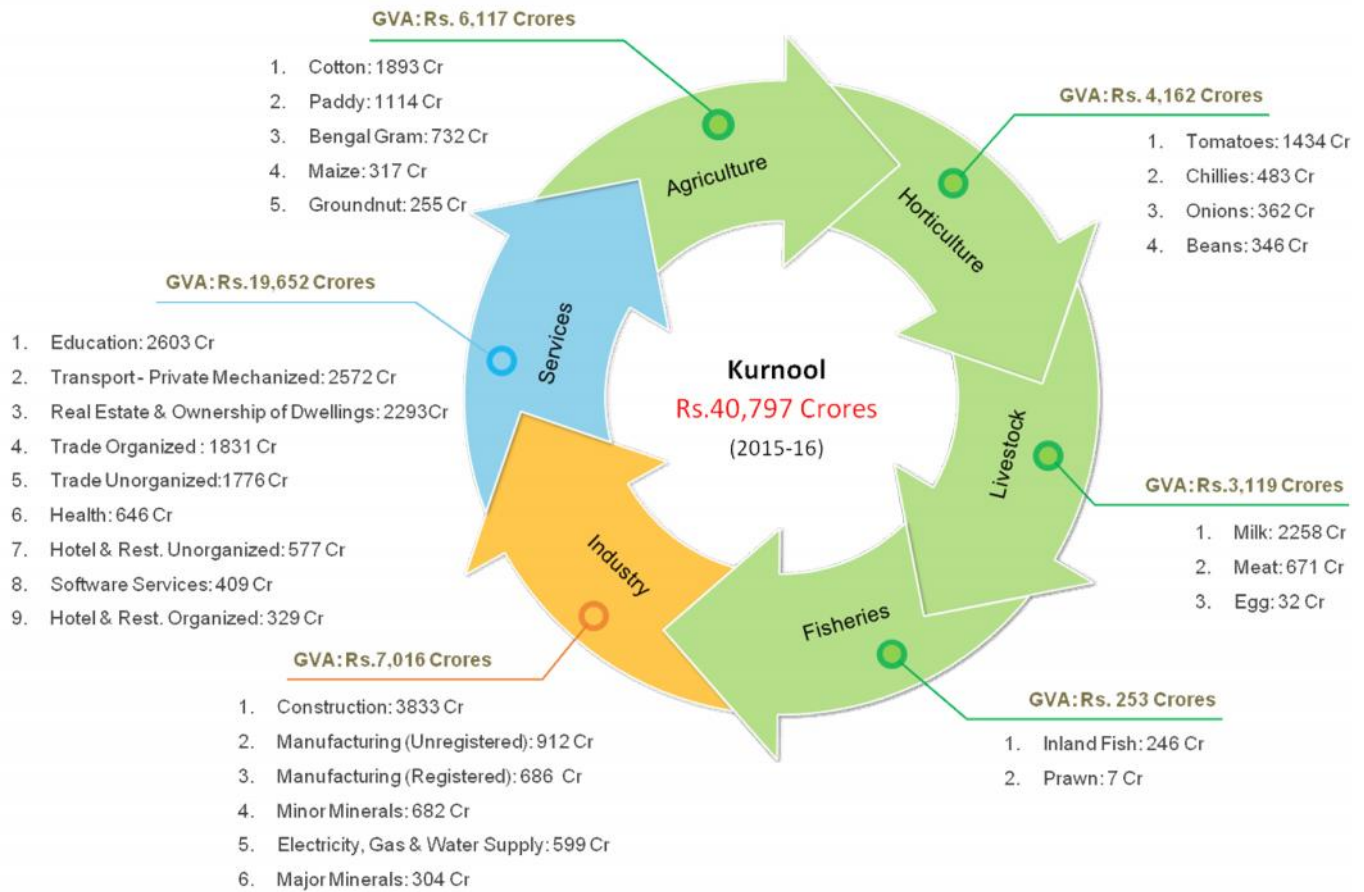 GVA: Rs. 6,117 Crores
1. Cotton: 1893 Cr
2. Paddy: 1114 Cr
3. Bengal Gram: 732 Cr
4. Maize: 317 Cr
5. Groundnut: 255 Cr
Agriculture
GVA: Rs. 4,162 Crores
1. Tomatoes: 1434 Cr
2. Chillies: 483 Cr
3. Onions: 362 Cr
4. Beans: 346 Cr
Horticulture
GVA: Rs.19,652 Crores
1. Education: 2603 Cr
2. Transport - Private Mechanized: 2572 Cr
3. Real Estate & Ownership of Dwellings: 2293Cr
4. Trade Organized : 1831 Cr
5. Trade Unorganized:1776 Cr
6. Health: 646 Cr
7. Hotel & Rest. Unorganized: 577 Cr
8. Software Services: 409 Cr
9. Hotel & Rest. Organized: 329 Cr
Services
Kurnool
Rs.40,797 Crores
(2015-16)
Livestock
GVA: Rs.3,119 Crores
1. Milk: 2258 Cr
2. Meat: 671 Cr
3. Egg: 32 Cr
Industry
GVA: Rs.7,016 Crores
1. Construction: 3833 Cr
2. Manufacturing (Unregistered): 912 Cr
3. Manufacturing (Registered): 686 Cr
4. Minor Minerals: 682 Cr
5. Electricity, Gas & Water Supply: 599 Cr
6. Major Minerals: 304 Cr
Fisheries
GVA: Rs. 253 Crores
1. Inland Fish: 246 Cr
2. Prawn: 7 Cr